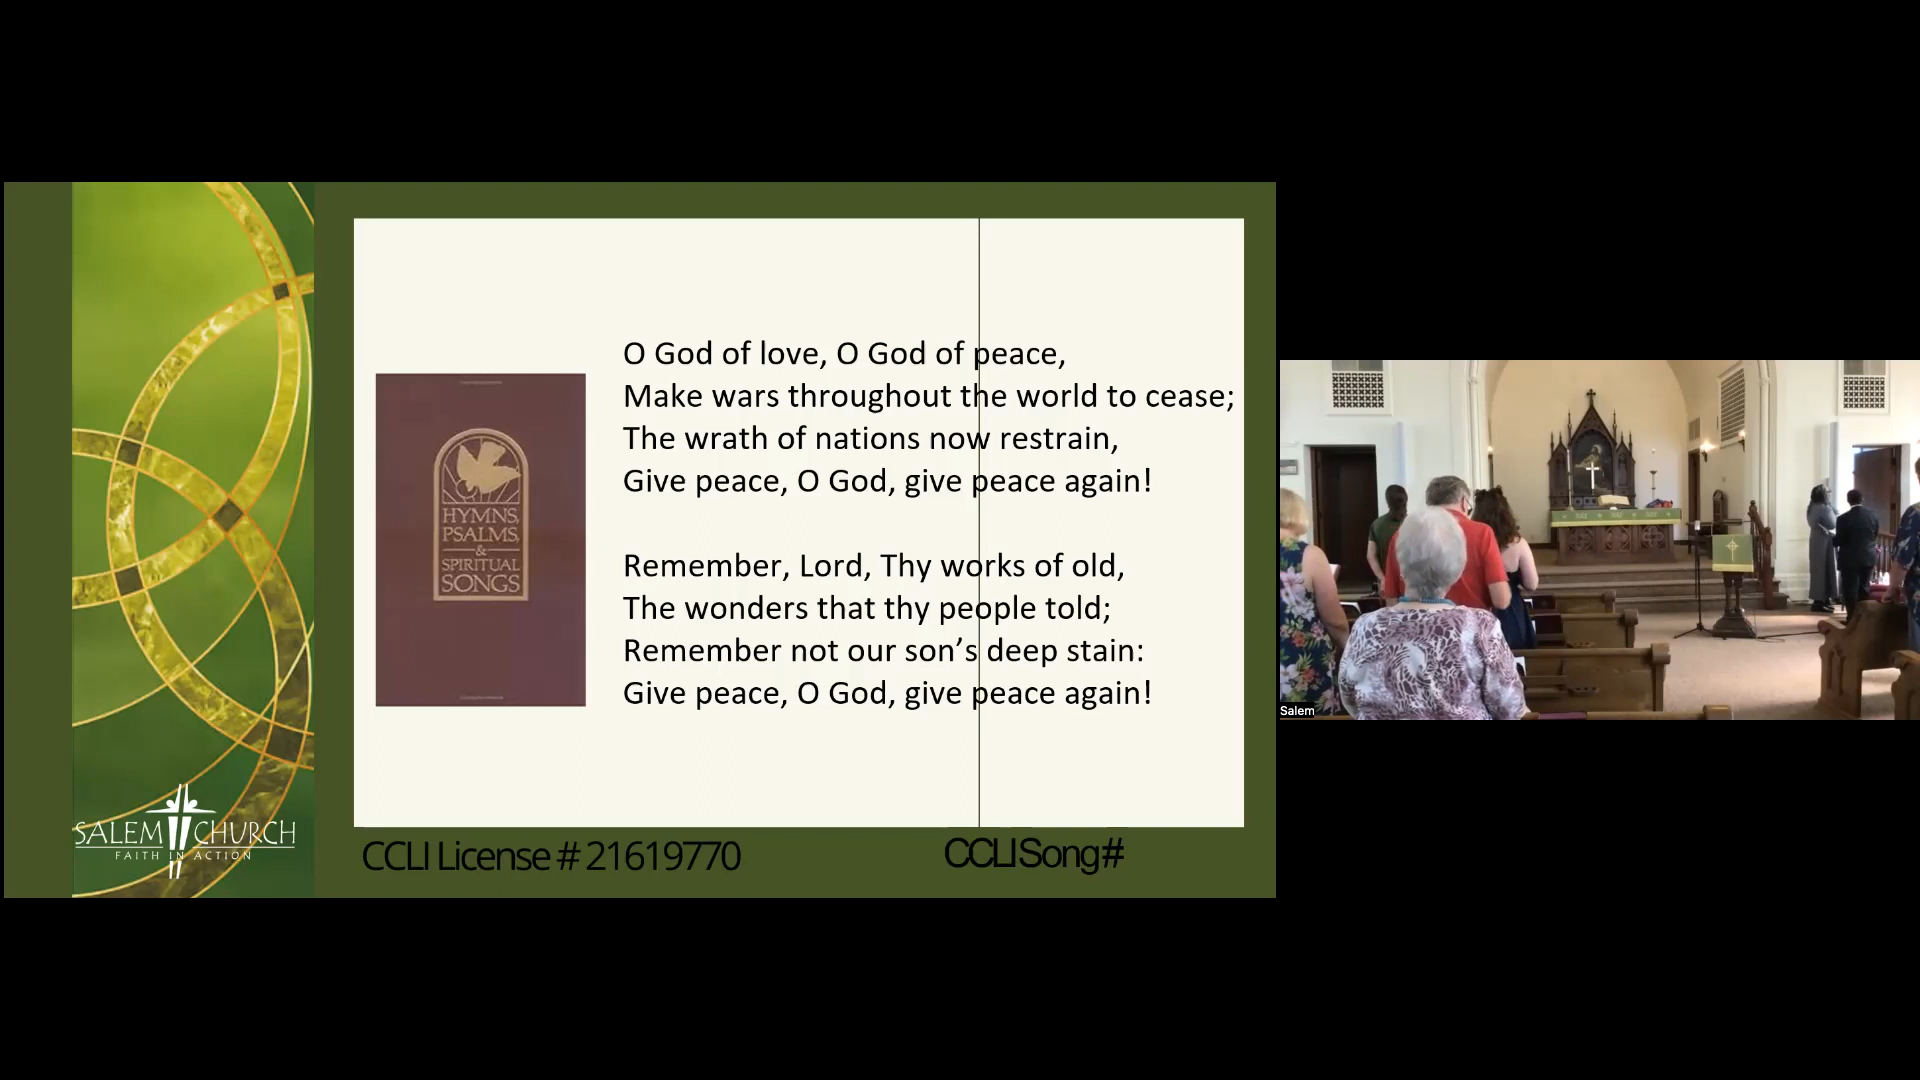 O God of love, O God of peace,
Make wars throughout the world to cease;
The wrath of nations now restrain,
Give peace, O God, give peace again!
Remember, Lord, Thy works of old,
The wonders that thy people told;
Remember not our son’s deep stain:
Give peace, O God, give peace again!
HYMNS,
PSALMS,
&
SPIRITUAL
SONGS
SALEM CHURCH
FAITH IN ACTION
CCLI License # 21619770
CCLI Song#
Salem